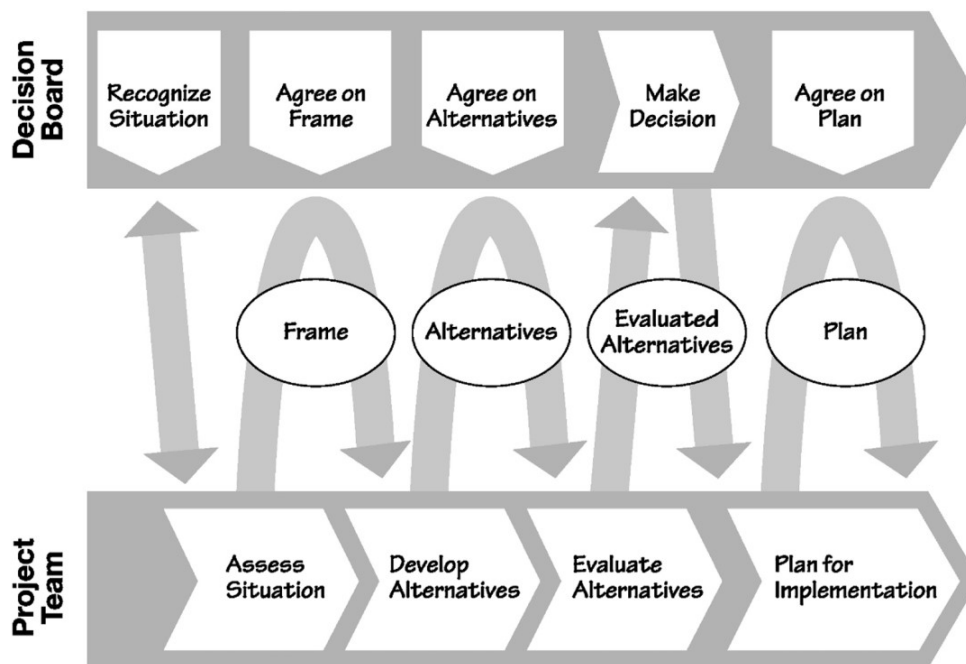 Decision
Board
Recognize
Situation
Agree on
Frame
Agree on
Alternatives
Make
Decision
Agree on
Plan
Frame
Alternatives
Evaluated
Alternatives
Plan
Project
Team
Assess
Situation
Develop
Alternatives
Evaluate
Alternatives
Plan for
Implementation